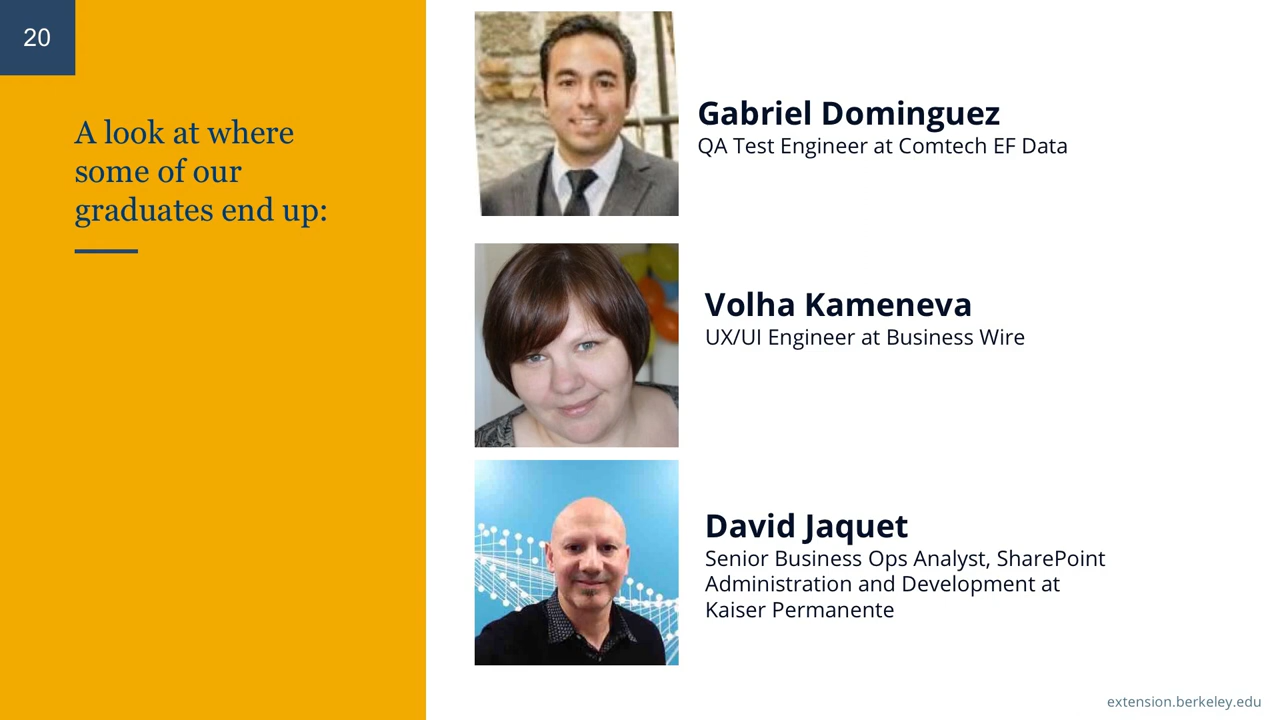 20
A look at where
some of our
graduates end up:
Gabriel Dominguez
QA Test Engineer at Comtech EF Data
Volha Kameneva
UX/UI Engineer at Business Wire
David Jaquet
Senior Business Ops Analyst, SharePoint
Administration and Development at
Kaiser Permanente
extension.berkeley.edu